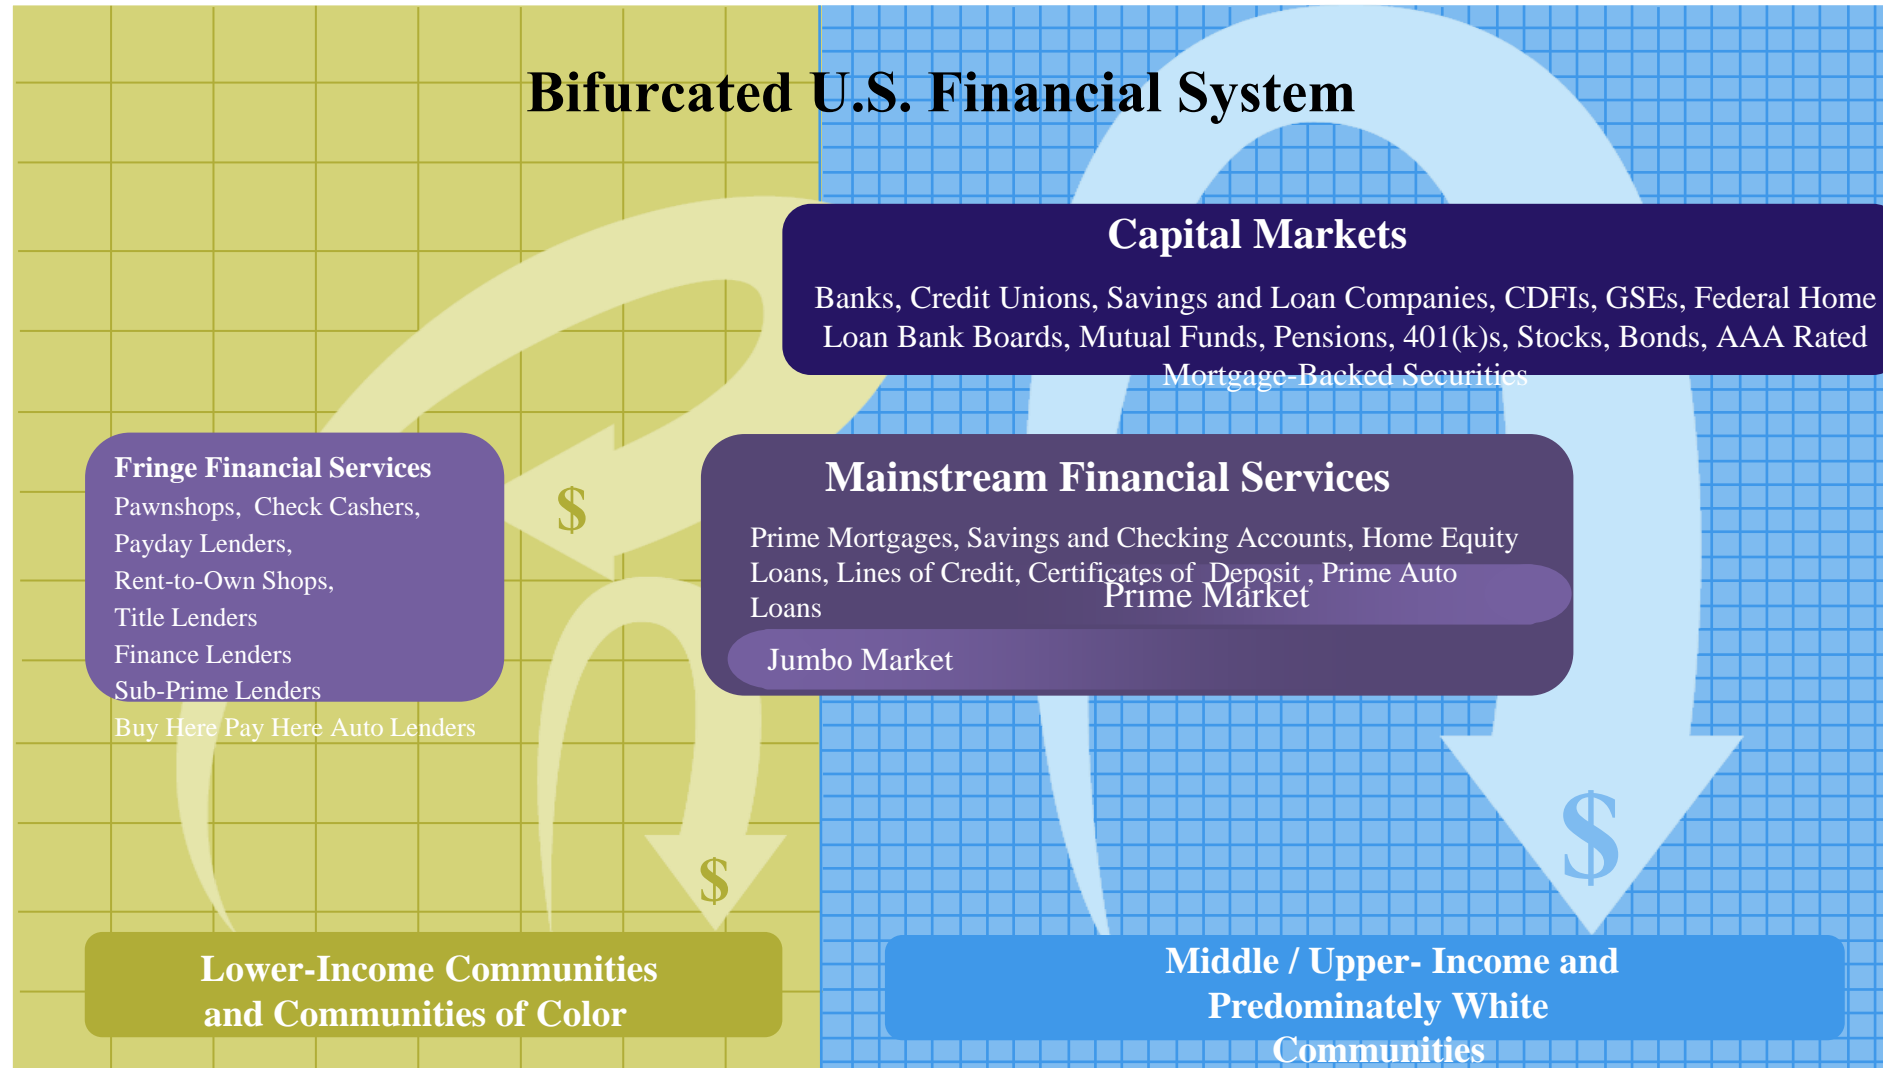 Bifurcated U.S. Financial System
Capital Markets
Banks, Credit Unions, Savings and Loan Companies, CDFIs, GSEs, Federal Home
Loan Bank Boards, Mutual Funds, Pensions, 401(k)s, Stocks, Bonds, AAA Rated
Mortgage-Backed Securities
Fringe Financial Services
Pawnshops, Check Cashers,
Payday Lenders,
Rent-to-Own Shops,
Title Lenders
Finance Lenders
Sub-Prime Lenders
Buy Here Pay Here Auto Lenders
$
Mainstream Financial Services
Prime Mortgages, Savings and Checking Accounts, Home Equity
Loans, Lines of Credit, Certificates of Deposit , Prime Auto
Loans
Prime Market
Jumbo Market
$
$
Lower-Income Communities
and Communities of Color
Middle / Upper- Income and
Predominately White
Communities